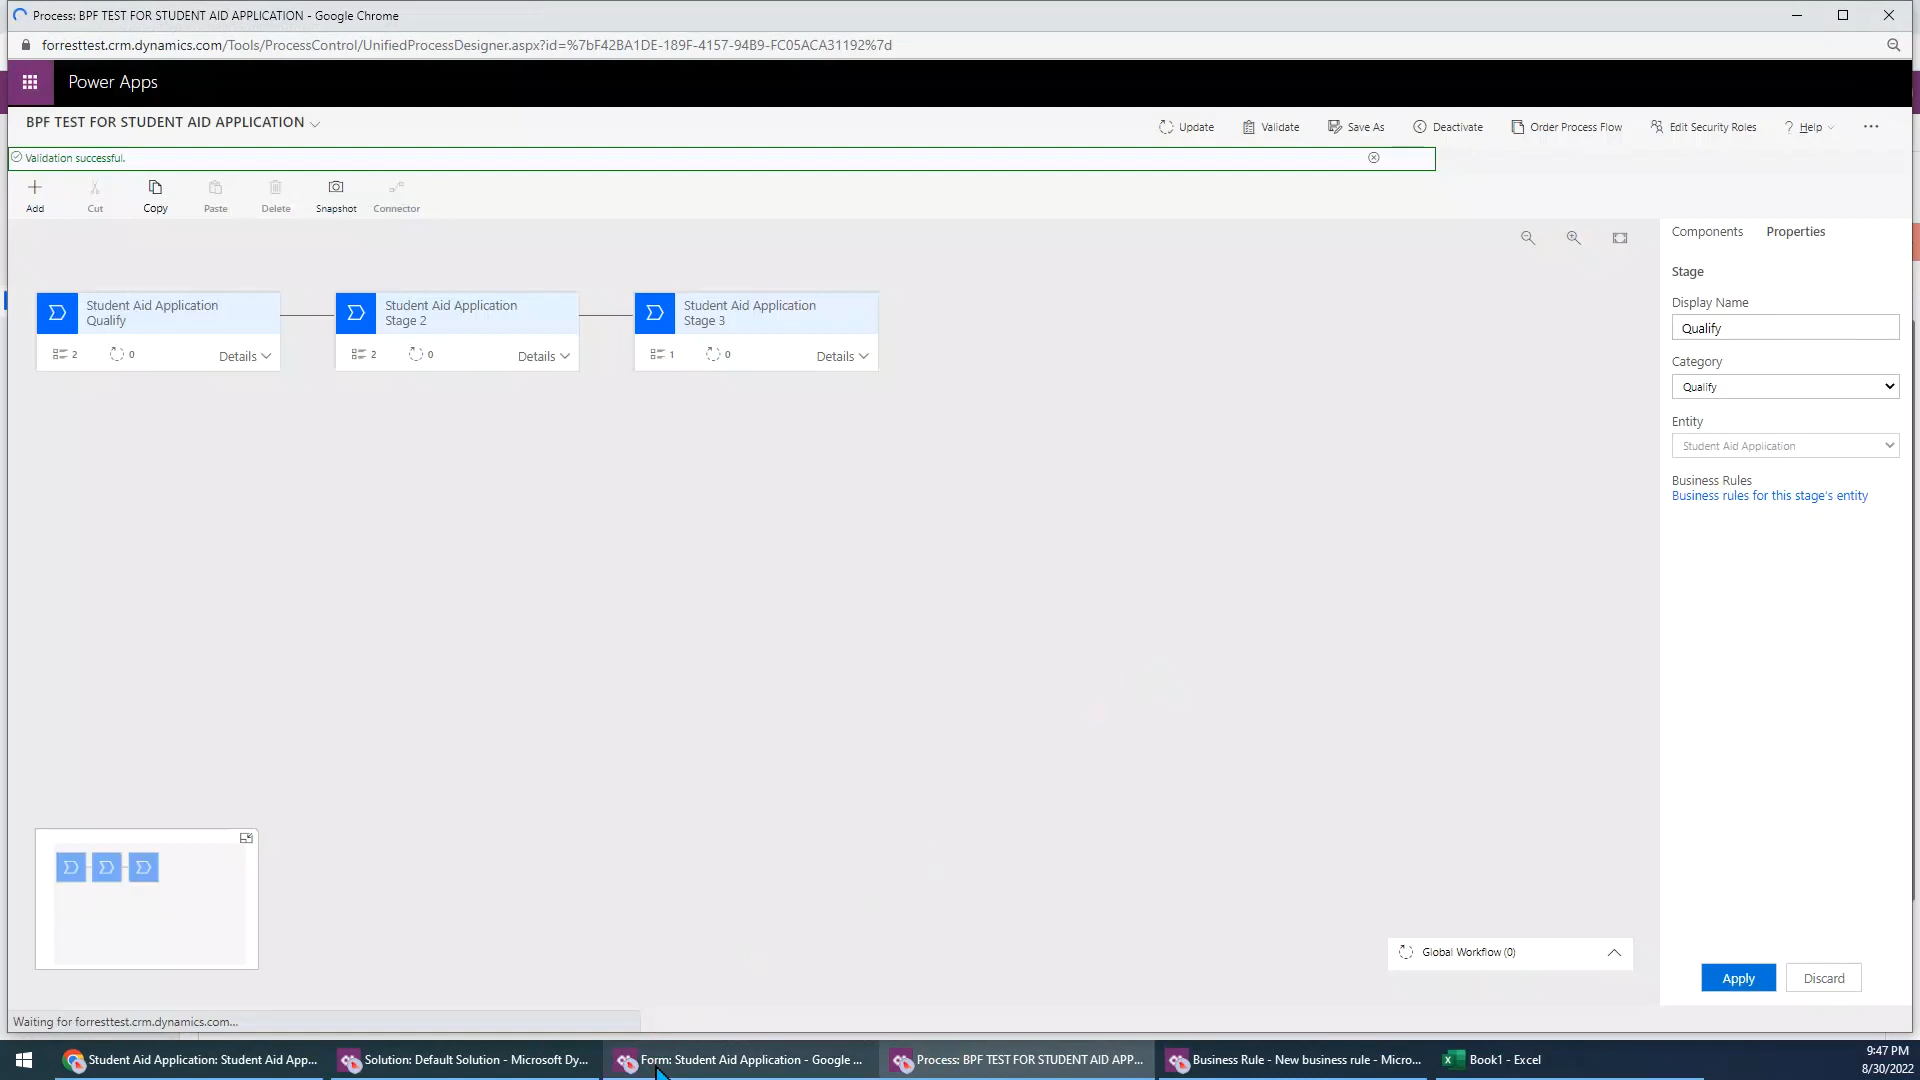 Process: BPF TEST FOR STUDENT AID APPLICATION - Google Chrome
forresttest.crm.dynamics.com/Tools/ProcessControl/UnifiedProcessDesigner.aspx?id=%7bF42BA1DE-189F-4157-94B9-FC05ACA31192%7d
Power Apps
BPF TEST FOR STUDENT AID APPLICATION
Update
Validate
Save As
Deactivate
Order Process Flow
Edit Security Roles
? Help
...
Validation successful.
Add
Cut
Copy
Paste
Delete
Snapshot
Connector
Components
Properties
Student Aid Application
Qualify
2
0
Details
Student Aid Application
Stage 2
2
0
Details
Student Aid Application
Stage 3
1
0
Details
Stage
Display Name
Qualify
Category
Qualify
Entity
Student Aid Application
Business Rules
Business rules for this stage's entity
Global Workflow (0)
Apply
Discard
Waiting for forresttest.crm.dynamics.com...
Student Aid Application: Student Aid App...
Solution: Default Solution - Microsoft Dy...
Form: Student Aid Application - Google ...
Process: BPF TEST FOR STUDENT AID APP...
Business Rule - New business rule - Micro...
Book1 - Excel
9:47 PM
8/30/2022